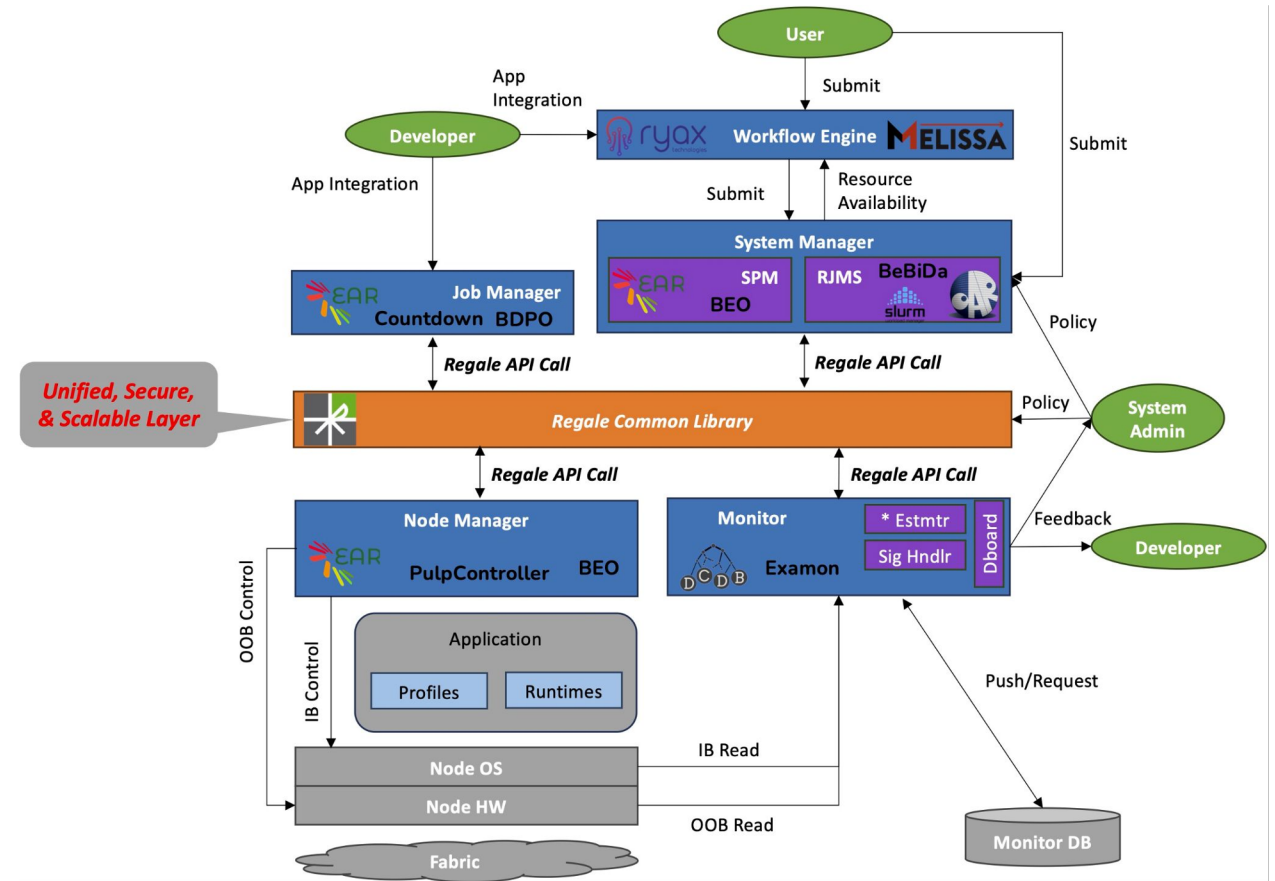 User
App
Integration
Submit
Developer
ryax
technologies
Workflow Engine
MELISSA
Submit
App Integration
Submit
Resource
Availability
System Manager
EAR
SPM
BEO
RJMS
BeBiDa
slurm
OAR
EAR
Job Manager
Countdown
BDPO
Policy
Regale API Call
Regale API Call
Unified, Secure,
& Scalable Layer
R
Regale Common Library
Policy
System
Admin
Regale API Call
Regale API Call
Node Manager
EAR
PulpController
BEO
Monitor
* Estmtr
Sig Hndlr
Dboard
D C D B
Examon
Feedback
Developer
OOB Control
IB Control
Application
Profiles
Runtimes
Push/Request
Node OS
IB Read
Node HW
OOB Read
Monitor DB
Fabric